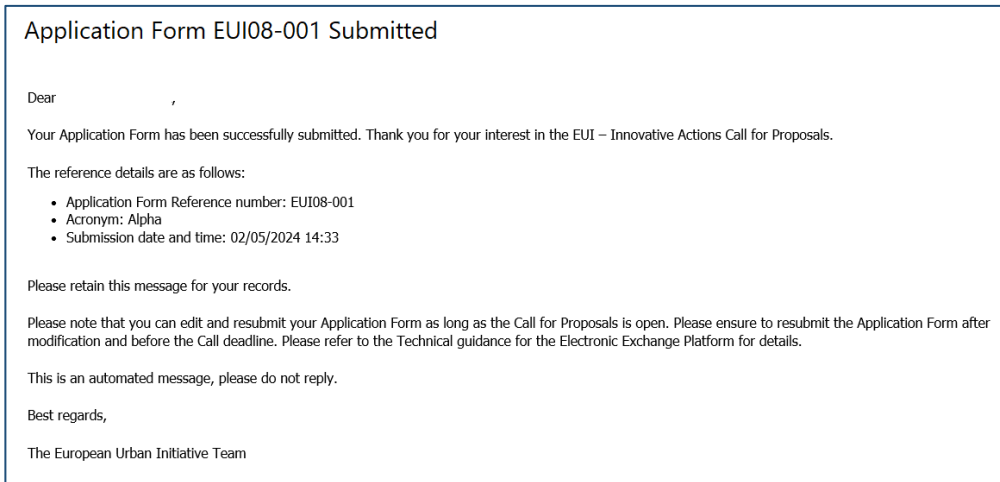 Application Form EUI08-001 Submitted
Dear ,
Your Application Form has been successfully submitted. Thank you for your interest in the EUI – Innovative Actions Call for Proposals.
The reference details are as follows:
• Application Form Reference number: EUI08-001
• Acronym: Alpha
• Submission date and time: 02/05/2024 14:33
Please retain this message for your records.
Please note that you can edit and resubmit your Application Form as long as the Call for Proposals is open. Please ensure to resubmit the Application Form after
modification and before the Call deadline. Please refer to the Technical guidance for the Electronic Exchange Platform for details.
This is an automated message, please do not reply.
Best regards,
The European Urban Initiative Team